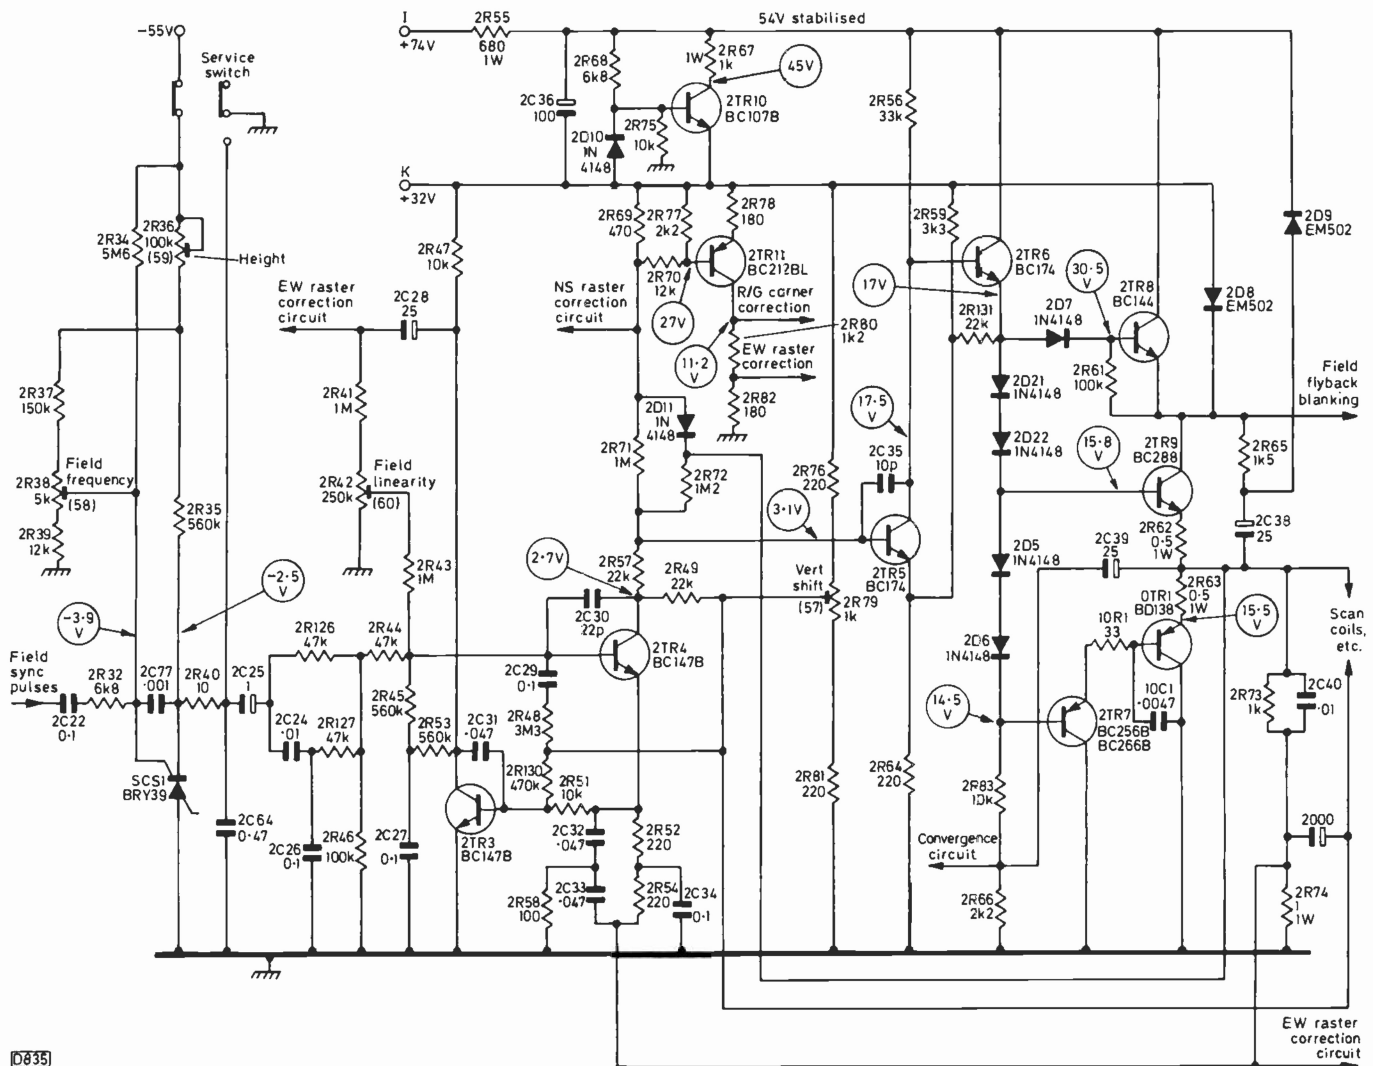 -55V
Service
switch
I
+74V
2R55
680
1W
54V stabilised
2R68
6k8
1W
2R67
1k
45V
2C36
100
2TR10
BC107B
2R75
10k
2D10
1N
4148
2R56
33k
K
+32V
2R34
5M6
2R36
100k
(59)
Height
2R47
10k
2R69
470
2R77
2k2
2R78
180
2TR11
BC212BL
2R70
12k
2R59
3k3
2TR6
BC174
2D9
EM502
EW raster
correction
circuit
2C28
25
NS raster
correction
circuit
27V
R/G corner
correction
2R80
1k2
11·2
V
EW raster
correction
2R82
180
17V
2R131
22k
2D7
1N4148
30·5
V
2TR8
BC144
2D8
EM502
2R61
100k
Field
flyback
blanking
2R37
150k
2R41
1M
2D11
1N
4148
2D21
1N4148
17·5
V
2R38
5k
Field
frequency
(58)
2R39
12k
2R35
560k
2R42
250k
Field
linearity
(60)
2R71
1M
2R72
1M2
2R76
220
2C35
10p
2D22
1N4148
15·8
V
2TR9
BC288
2R65
1k5
3·1V
2R62
0·5
1W
2C38
25
2R43
1M
2·7V
2R57
22k
2R49
22k
Vert
shift
(57)
2R79
1k
2TR5
BC174
2D5
1N4148
2C39
25
-2·5
V
2C30
22p
0TR1
BD138
2R63
0·5
1W
15·5
V
Scan
coils,
etc.
-3·9
V
Field
sync
pulses
2C22
0·1
2R32
6k8
2C77
·001
2R40
10
2C25
1
2R126
47k
2R44
47k
2TR4
BC147B
2D6
1N4148
10R1
33
2C24
·01
2R127
47k
2R45
560k
2R53
560k
2C31
·047
2C29
0·1
2R48
3M3
14·5
V
2TR7
BC256B
BC266B
10C1
·0047
2R73
1k
2C40
·01
SCS1
BRY39
2C64
0·47
2C26
0·1
2R46
100k
2C27
0·1
2TR3
BC147B
2R130
470k
2R51
10k
2C32
·047
2R52
220
2R81
220
2R64
220
2R83
10k
Convergence
circuit
2000
2R58
100
2C33
·047
2R54
220
2C34
0·1
2R66
2k2
2R74
1
1W
EW raster
correction
circuit
D835